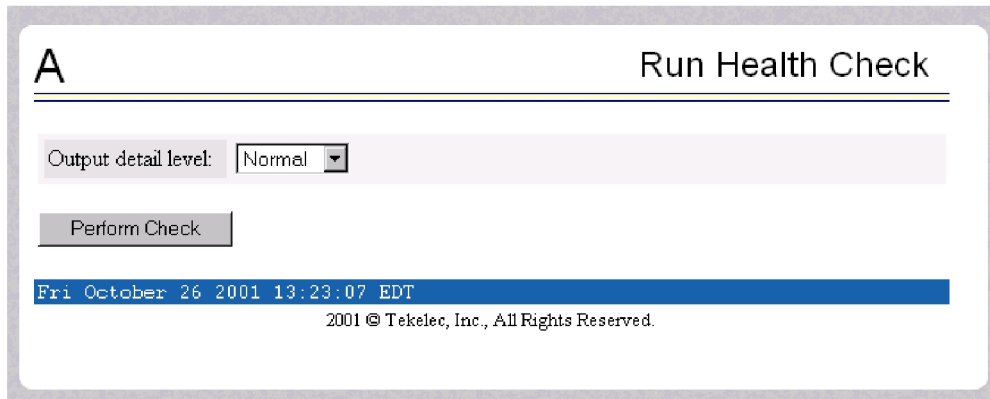 A Run Health Check
Output detail level: Normal
Perform Check
Fri October 26 2001 13:23:07 EDT
2001 © Tekelec, Inc., All Rights Reserved.